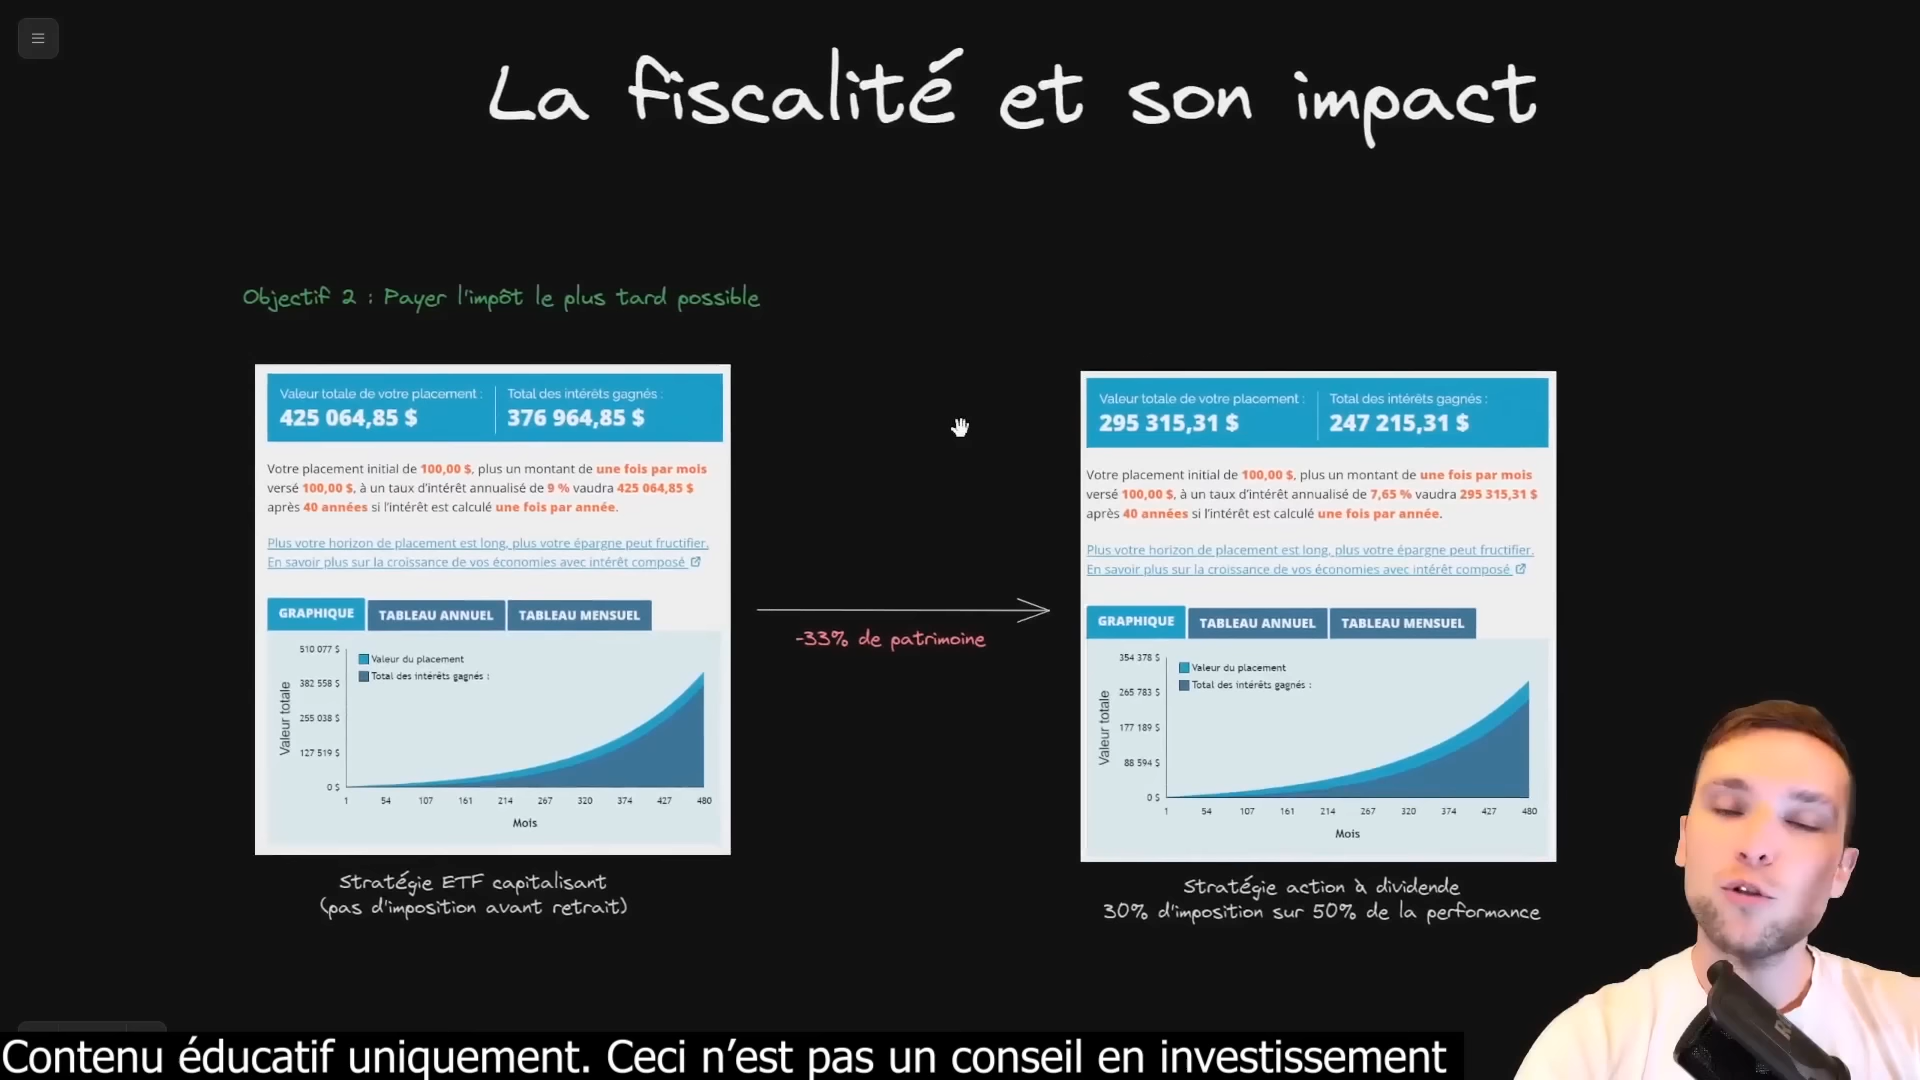 La fiscalité et son impact
Objectif 2 : Payer l'impôt le plus tard possible
Valeur totale de votre placement :
425 064,85 $
Total des intérêts gagnés :
376 964,85 $
Votre placement initial de 100,00 $, plus un montant de une fois par mois
versé 100,00 $, à un taux d'intérêt annualisé de 9 % vaudra 425 064,85 $
après 40 années si l'intérêt est calculé une fois par année.
Plus votre horizon de placement est long, plus votre épargne peut fructifier.
En savoir plus sur la croissance de vos économies avec intérêt composé
GRAPHIQUE TABLEAU ANNUEL TABLEAU MENSUEL
510 077 $
382 558 $
255 038 $
127 519 $
0 $
Valeur totale
Valeur du placement
Total des intérêts gagnés :
1 54 107 161 214 267 320 374 427 480
Mois
Stratégie ETF capitalisant
(pas d'imposition avant retrait)
-33% de patrimoine
Valeur totale de votre placement :
295 315,31 $
Total des intérêts gagnés :
247 215,31 $
Votre placement initial de 100,00 $, plus un montant de une fois par mois
versé 100,00 $, à un taux d'intérêt annualisé de 7,65 % vaudra 295 315,31 $
après 40 années si l'intérêt est calculé une fois par année.
Plus votre horizon de placement est long, plus votre épargne peut fructifier.
En savoir plus sur la croissance de vos économies avec intérêt composé
GRAPHIQUE TABLEAU ANNUEL TABLEAU MENSUEL
354 378 $
265 783 $
177 189 $
88 594 $
0 $
Valeur totale
Valeur du placement
Total des intérêts gagnés :
1 54 107 161 214 267 320 374 427 480
Mois
Stratégie action à dividende
30% d'imposition sur 50% de la performance
Contenu éducatif uniquement. Ceci n'est pas un conseil en investissement